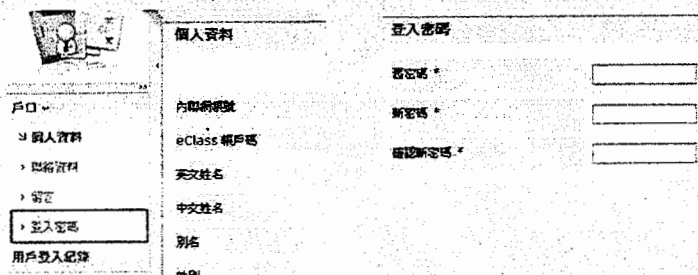 戶口
個人資料
聯絡資料
留言
登入密碼
用戶登入紀錄
個人資料
內聯網帳號
eClass 帳戶碼
英文姓名
中文姓名
別名
登入密碼
舊密碼 *
新密碼 *
確認新密碼 *